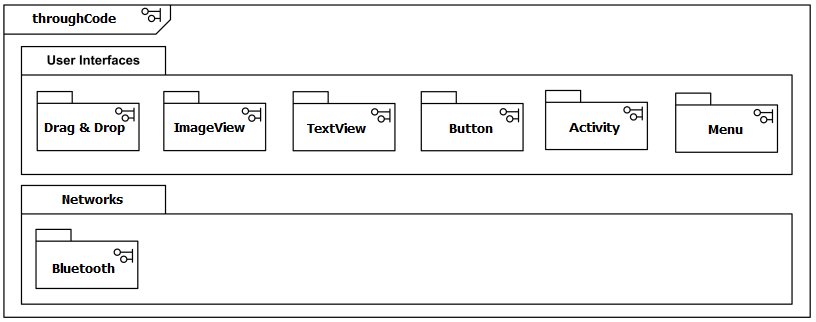 throughCode
User Interfaces
Drag & Drop
ImageView
TextView
Button
Activity
Menu
Networks
Bluetooth